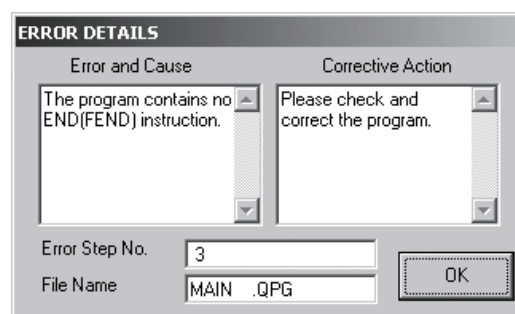 ERROR DETAILS
Error and Cause
The program contains no
END(FEND) instruction.
Corrective Action
Please check and
correct the program.
Error Step No.
3
File Name
MAIN .QPG
OK